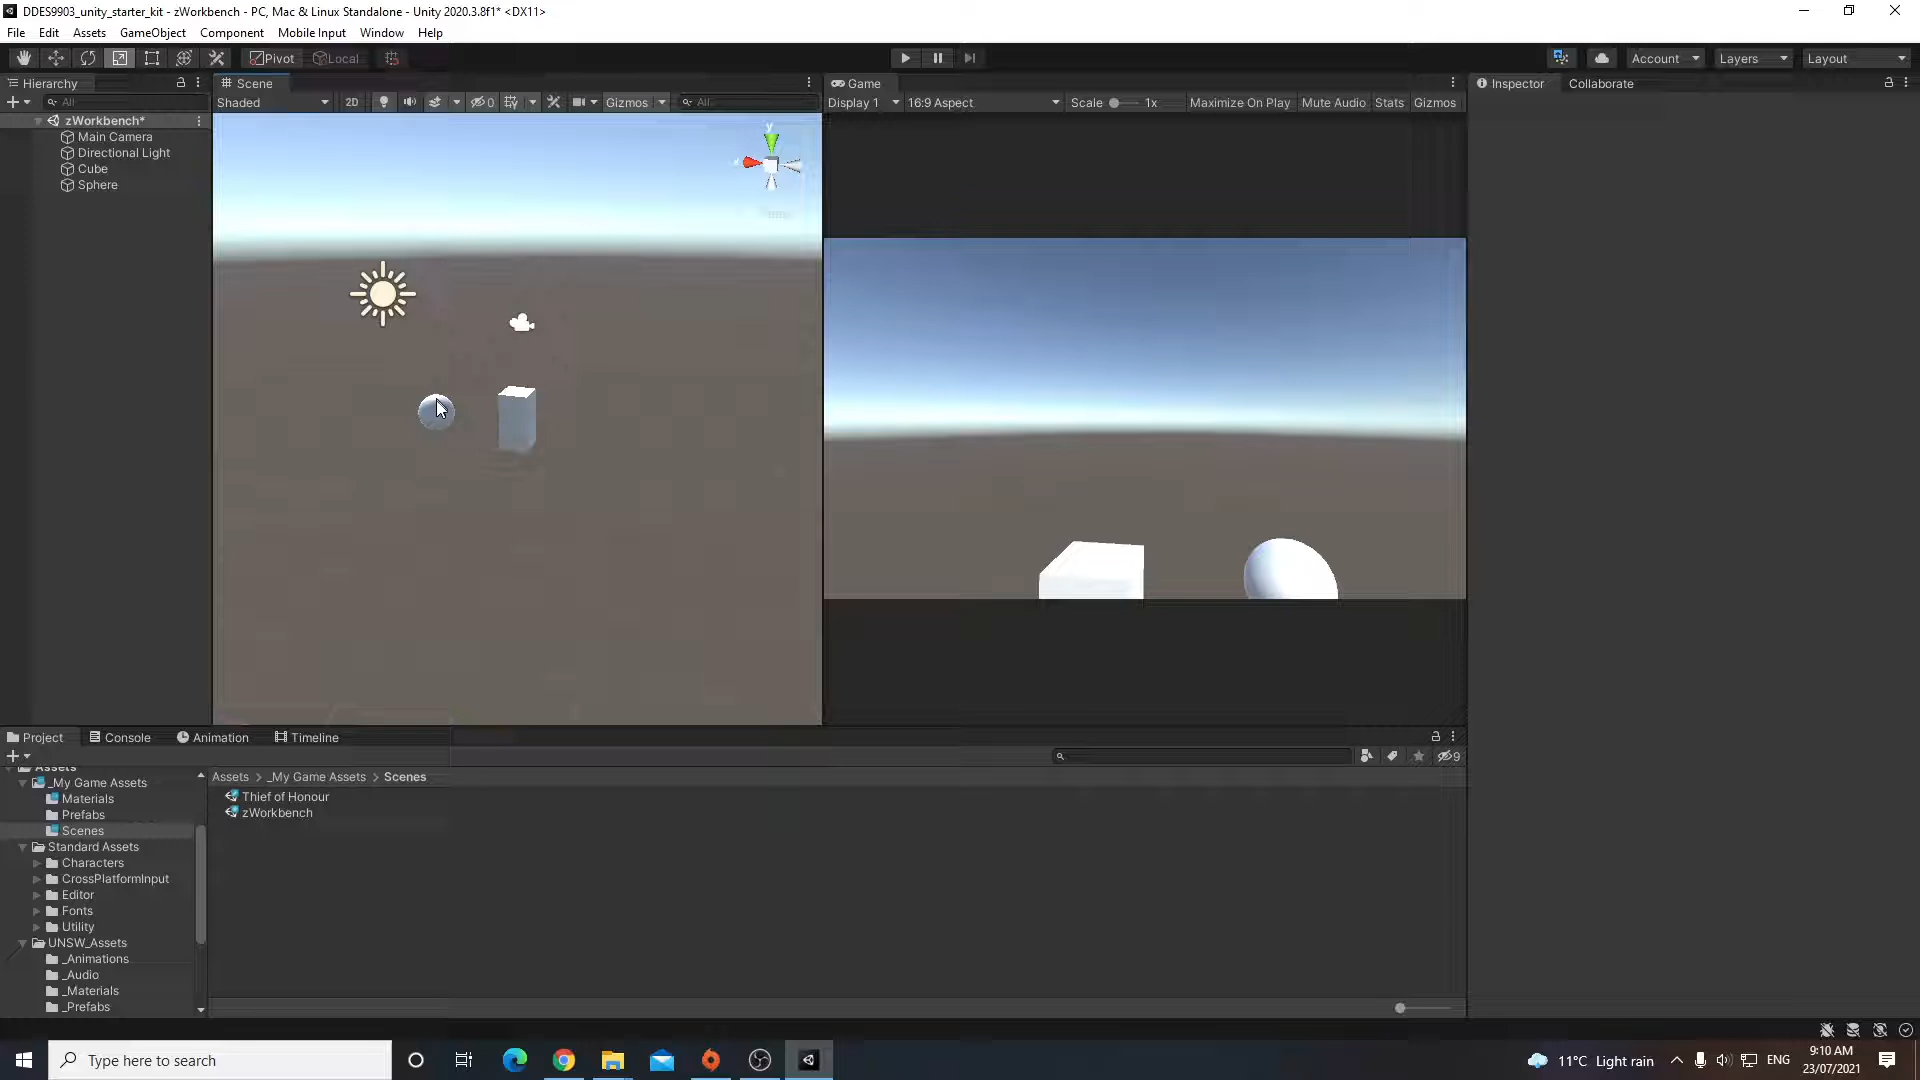 DDES9903_unity_starter_kit - zWorkbench - PC, Mac & Linux Standalone - Unity 2020.3.8f1* <DX11>
File Edit Assets GameObject Component Mobile Input Window Help
Pivot Local Account Layers Layout
Hierarchy Scene Game Inspector Collaborate
All Shaded 2D 0 Gizmos All Display 1 16:9 Aspect Scale 1x Maximize On Play Mute Audio Stats Gizmos
zWorkbench*
Main Camera
Directional Light
Cube
Sphere
y
x
Project Console Animation Timeline
9
Assets
Assets > _My Game Assets > Scenes
_My Game Assets
Materials
Prefabs
Scenes
Standard Assets
Characters
CrossPlatformInput
Editor
Fonts
Utility
UNSW_Assets
_Animations
_Audio
_Materials
_Prefabs
Thief of Honour
zWorkbench
Type here to search
11°C Light rain
ENG
9:10 AM
23/07/2021